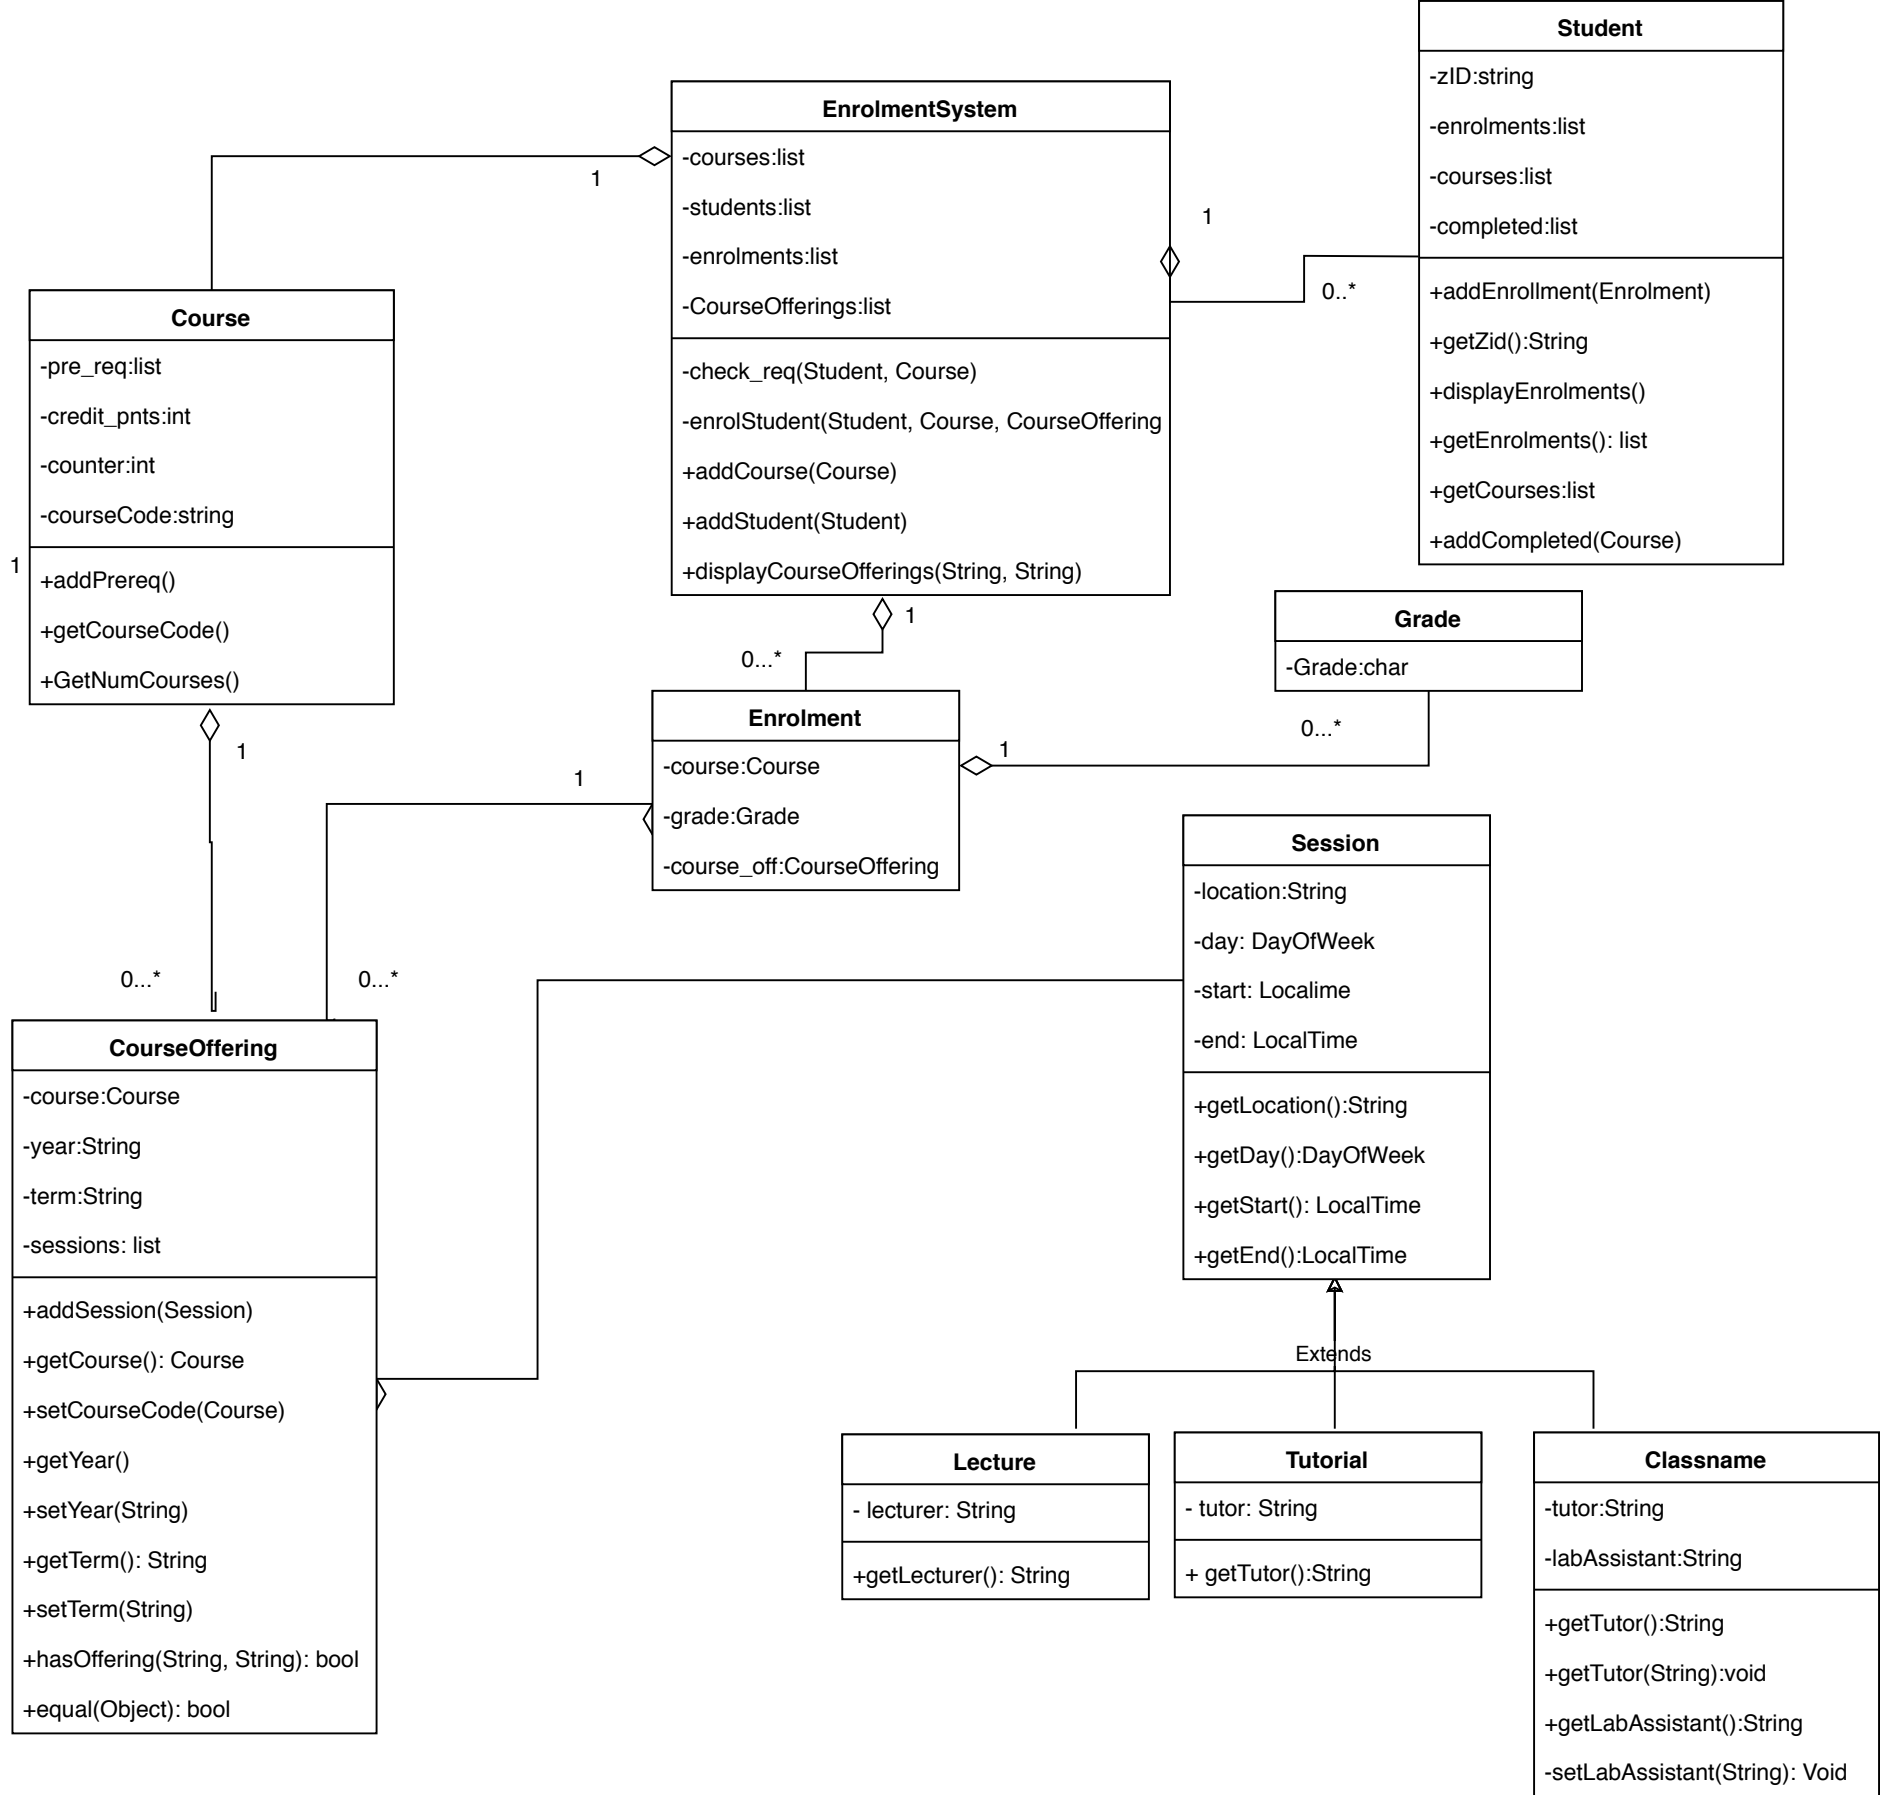 Student
-zID:string
-enrolments:list
-courses:list
-completed:list
+addEnrollment(Enrolment)
+getZid():String
+displayEnrolments()
+getEnrolments(): list
+getCourses:list
+addCompleted(Course)
EnrolmentSystem
-courses:list
-students:list
-enrolments:list
-CourseOfferings:list
-check_req(Student, Course)
-enrolStudent(Student, Course, CourseOffering
+addCourse(Course)
+addStudent(Student)
+displayCourseOfferings(String, String)
1
1
0..*
Course
-pre_req:list
-credit_pnts:int
-counter:int
-courseCode:string
+addPrereq()
+getCourseCode()
+GetNumCourses()
1
1
0...*
1
0...*
Grade
-Grade:char
0...*
1
Enrolment
-course:Course
-grade:Grade
-course_off:CourseOffering
1
0...*
CourseOffering
-course:Course
-year:String
-term:String
-sessions: list
+addSession(Session)
+getCourse(): Course
+setCourseCode(Course)
+getYear()
+setYear(String)
+getTerm(): String
+setTerm(String)
+hasOffering(String, String): bool
+equal(Object): bool
Session
-location:String
-day: DayOfWeek
-start: Localime
-end: LocalTime
+getLocation():String
+getDay():DayOfWeek
+getStart(): LocalTime
+getEnd():LocalTime
Extends
Lecture
- lecturer: String
+getLecturer(): String
Tutorial
- tutor: String
+ getTutor():String
Classname
-tutor:String
-labAssistant:String
+getTutor():String
+getTutor(String):void
+getLabAssistant():String
-setLabAssistant(String): Void